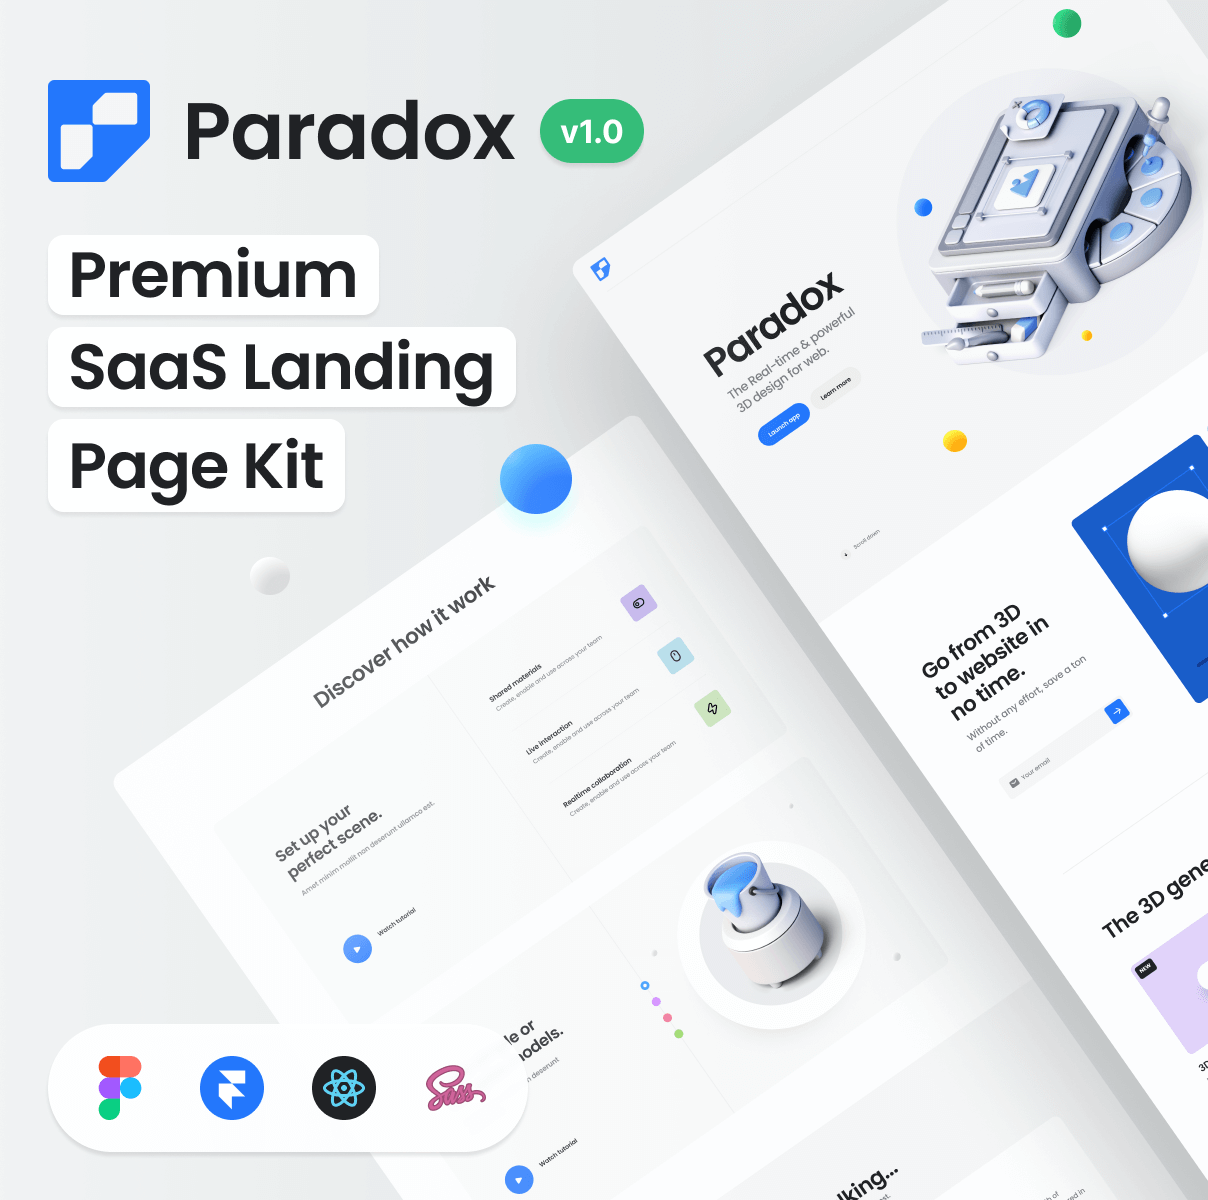 Paradox
v1.0
Premium
SaaS Landing
Page Kit
Paradox
The Real-time & powerful
3D design for web.
Launch app
Learn more
Scroll down
Go from 3D
to website in
no time.
Without any effort, save a ton
of time.
Your email
The 3D gene
NEW
3D
Discover how it work
Shared materials
Create, enable and use across your team
Live interaction
Create, enable and use across your team
Realtime collaboration
Create, enable and use across your team
Set up your
perfect scene.
Amet minim mollit non deserunt ullamco est.
Watch tutorial
le or
odels.
n deserunt
Watch tutorial
Sass
lking...
est.